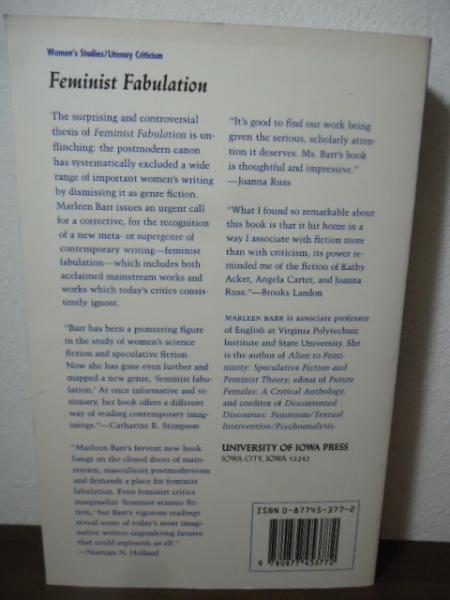 Women's Studies/Literary Criticism
Feminist Fabulation
The surprising and controversial
thesis of Feminist Fabulation is un-
flinching: the postmodern canon
has systematically excluded a wide
range of important women's writing
by dismissing it as genre fiction.
Marleen Barr issues an urgent call
for a corrective, for the recognition
of a new meta- or supergenre of
contemporary writing—feminist
fabulation—which includes both
acclaimed mainstream works and
works which today's critics consis-
tently ignore.
"Barr has been a pioneering figure
in the study of women's science
fiction and speculative fiction.
Now she has gone even further and
mapped a new genre, 'feminist fabu-
lation.' At once informative and vi-
sionary, her book offers a different
way of reading contemporary imag-
inings."—Catharine R. Stimpson
"Marleen Barr's fervent new book
bangs on the closed doors of main-
stream, masculinist postmodernism
and demands a place for feminist
fabulation. Even feminist critics
marginalize 'feminist science fic-
tion,' but Barr's vigorous readings
reveal some of today's most imagi-
native writers engendering futures
that could replenish us all."
—Norman N. Holland
"It's good to find our work being
given the serious, scholarly atten-
tion it deserves. Ms. Barr's book
is thoughtful and impressive."
—Joanna Russ
"What I found so remarkable about
this book is that it hit home in a
way I associate with fiction more
than with criticism; its power re-
minded me of the fiction of Kathy
Acker, Angela Carter, and Joanna
Russ."—Brooks Landon
MARLEEN BARR is associate professor
of English at Virginia Polytechnic
Institute and State University. She
is the author of Alien to Femi-
ninity: Speculative Fiction and
Feminist Theory, editor of Future
Females: A Critical Anthology,
and coeditor of Discontented
Discourses: Feminism/Textual
Intervention/Psychoanalysis.
UNIVERSITY OF IOWA PRESS
IOWA CITY, IOWA 52242
ISBN 0-87745-377-2
9 780877 453772